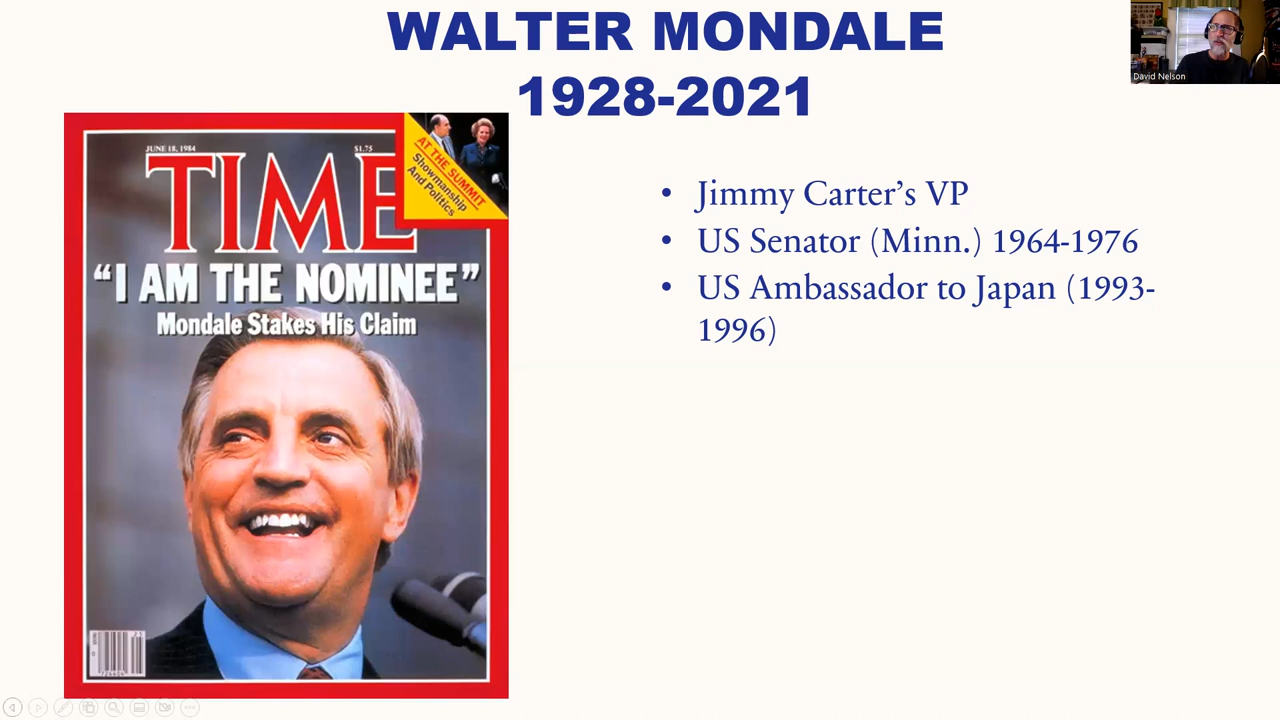 WALTER MONDALE
1928-2021
David Nelson
JUNE 18, 1984
$1.75
TIME
AT THE SUMMIT
Showmanship
And Politics
“I AM THE NOMINEE”
Mondale Stakes His Claim
• Jimmy Carter’s VP
• US Senator (Minn.) 1964-1976
• US Ambassador to Japan (1993-
1996)